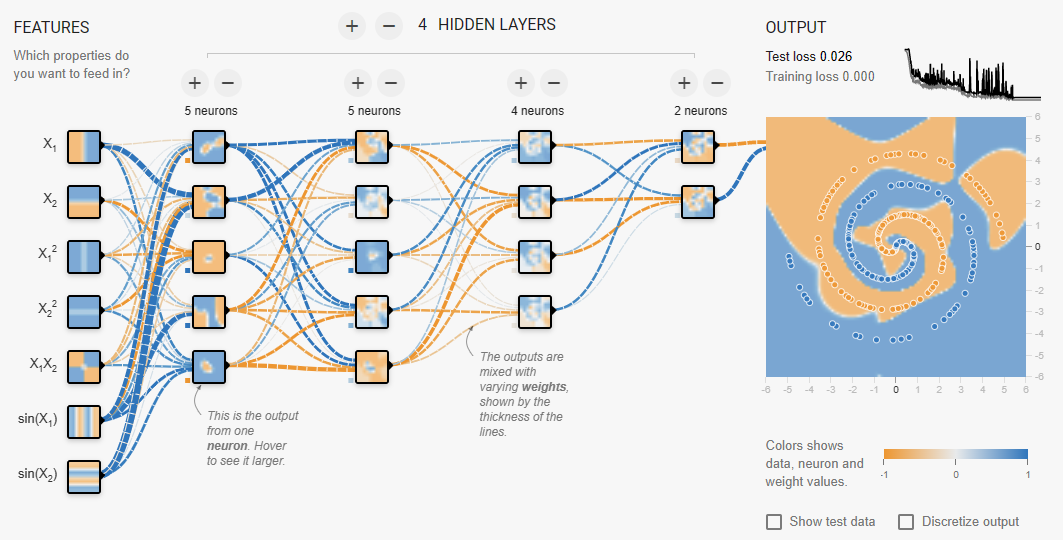 FEATURES
Which properties do
you want to feed in?
+ − 4 HIDDEN LAYERS
+ − + − + − + −
5 neurons 5 neurons 4 neurons 2 neurons
X₁
X₂
X₁²
X₂²
X₁X₂
sin(X₁)
sin(X₂)
This is the output
from one
neuron. Hover
to see it larger.
The outputs are
mixed with
varying weights,
shown by the
thickness of the
lines.
OUTPUT
Test loss 0.026
Training loss 0.000
6
5
4
3
2
1
0
-1
-2
-3
-4
-5
-6
-6 -5 -4 -3 -2 -1 0 1 2 3 4 5 6
Colors shows
data, neuron and
weight values.
-1 0 1
Show test data Discretize output